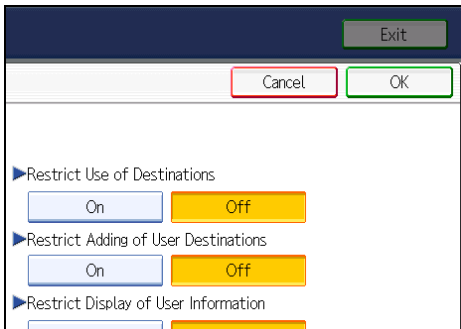 Exit
Cancel OK
Restrict Use of Destinations
On Off
Restrict Adding of User Destinations
On Off
Restrict Display of User Information